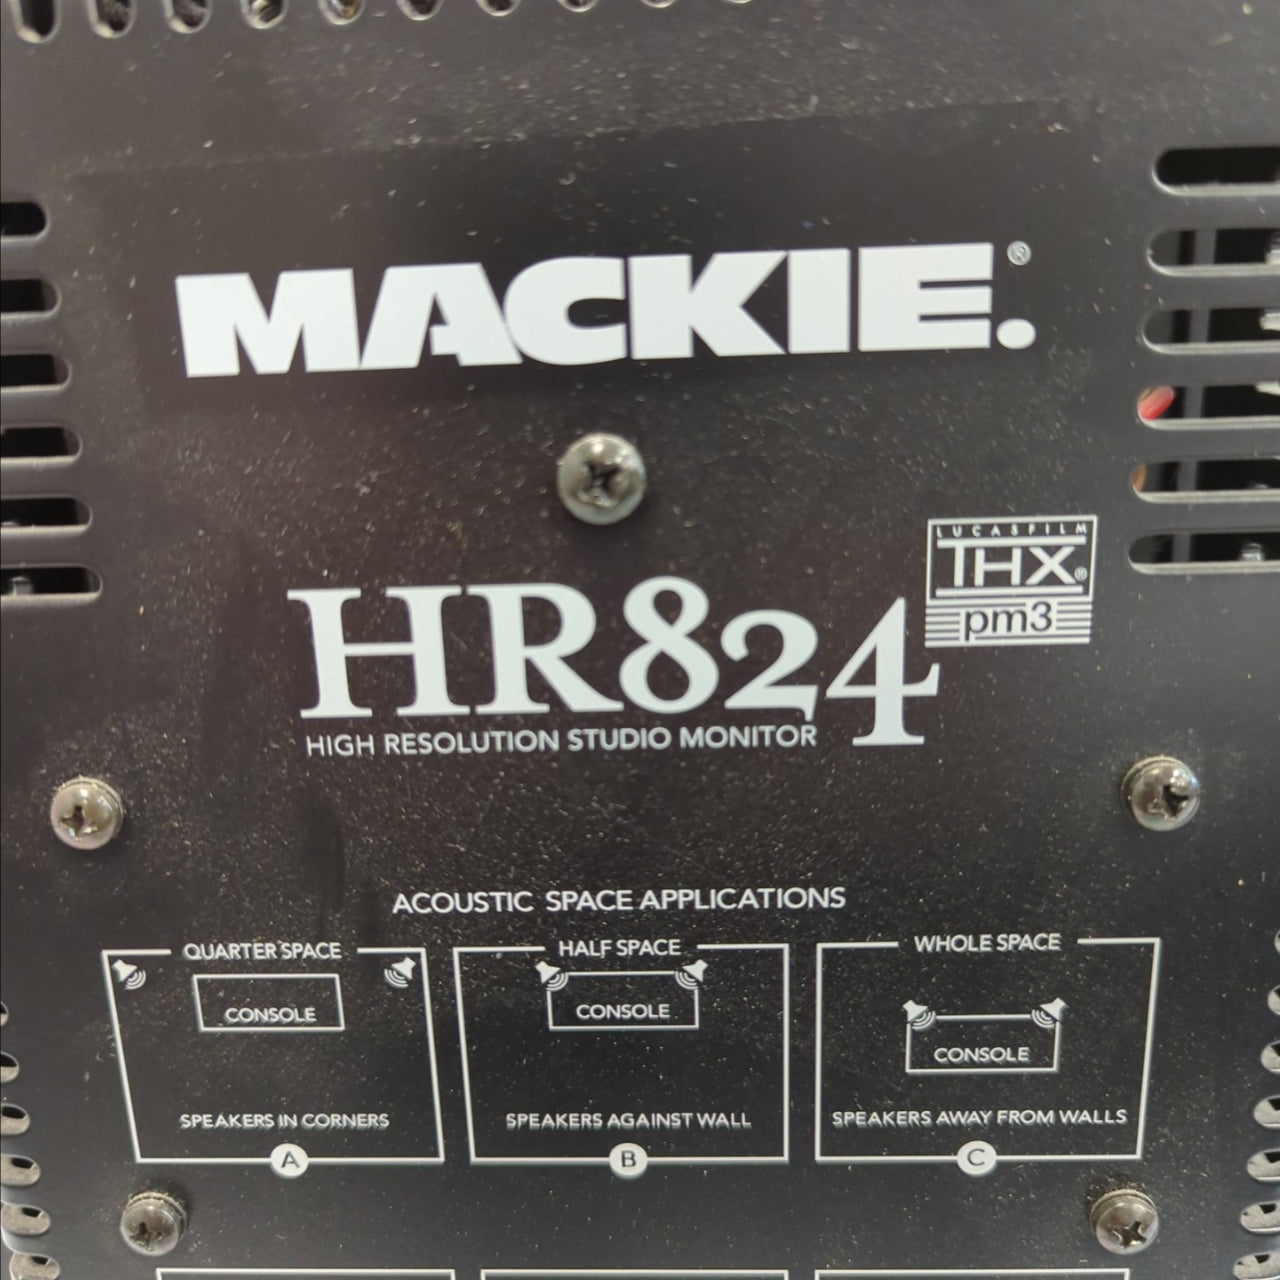 MACKIE.®
LUCASFILM
THX®
pm3
HR824
HIGH RESOLUTION STUDIO MONITOR
ACOUSTIC SPACE APPLICATIONS
QUARTER SPACE
CONSOLE
SPEAKERS IN CORNERS
A
HALF SPACE
CONSOLE
SPEAKERS AGAINST WALL
B
WHOLE SPACE
CONSOLE
SPEAKERS AWAY FROM WALLS
C